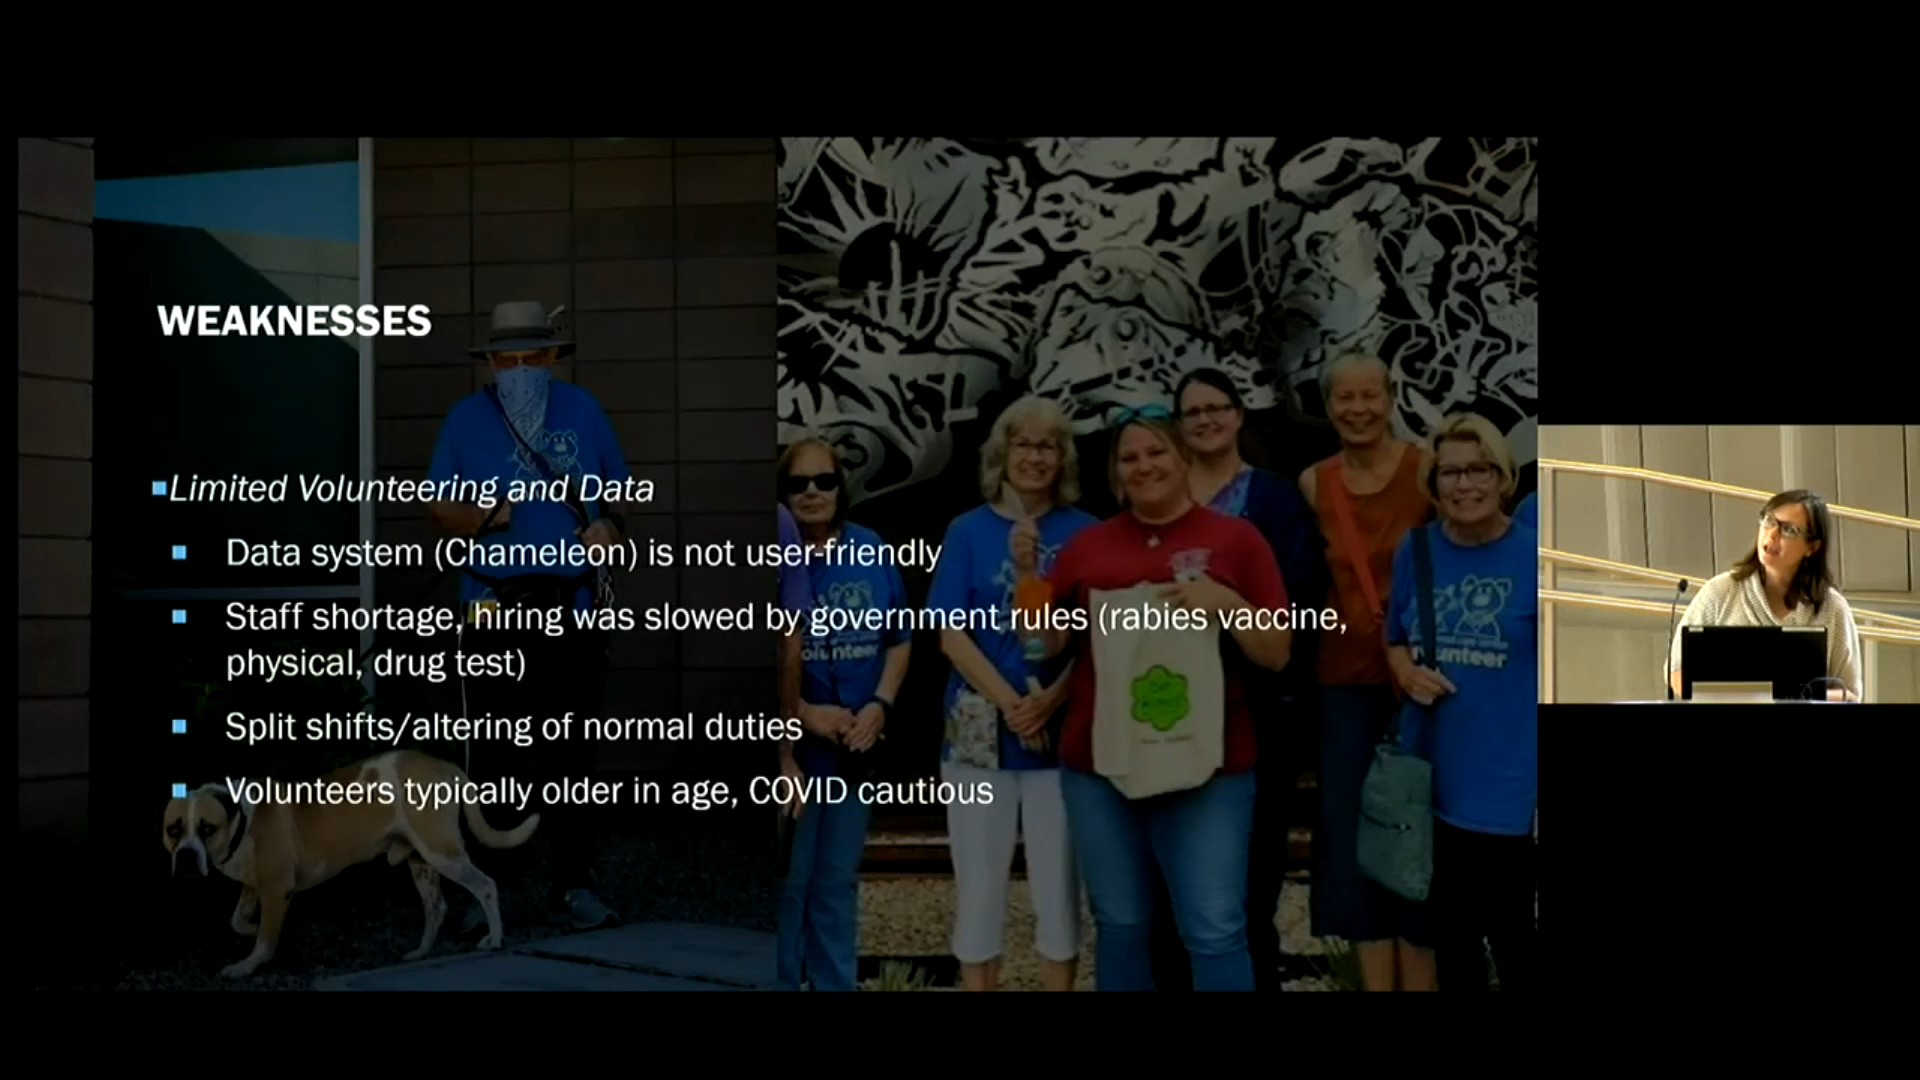 WEAKNESSES
Limited Volunteering and Data
Data system (Chameleon) is not user-friendly
Staff shortage, hiring was slowed by government rules (rabies vaccine,
physical, drug test)
Split shifts/altering of normal duties
Volunteers typically older in age, COVID cautious
olunteer
unteer